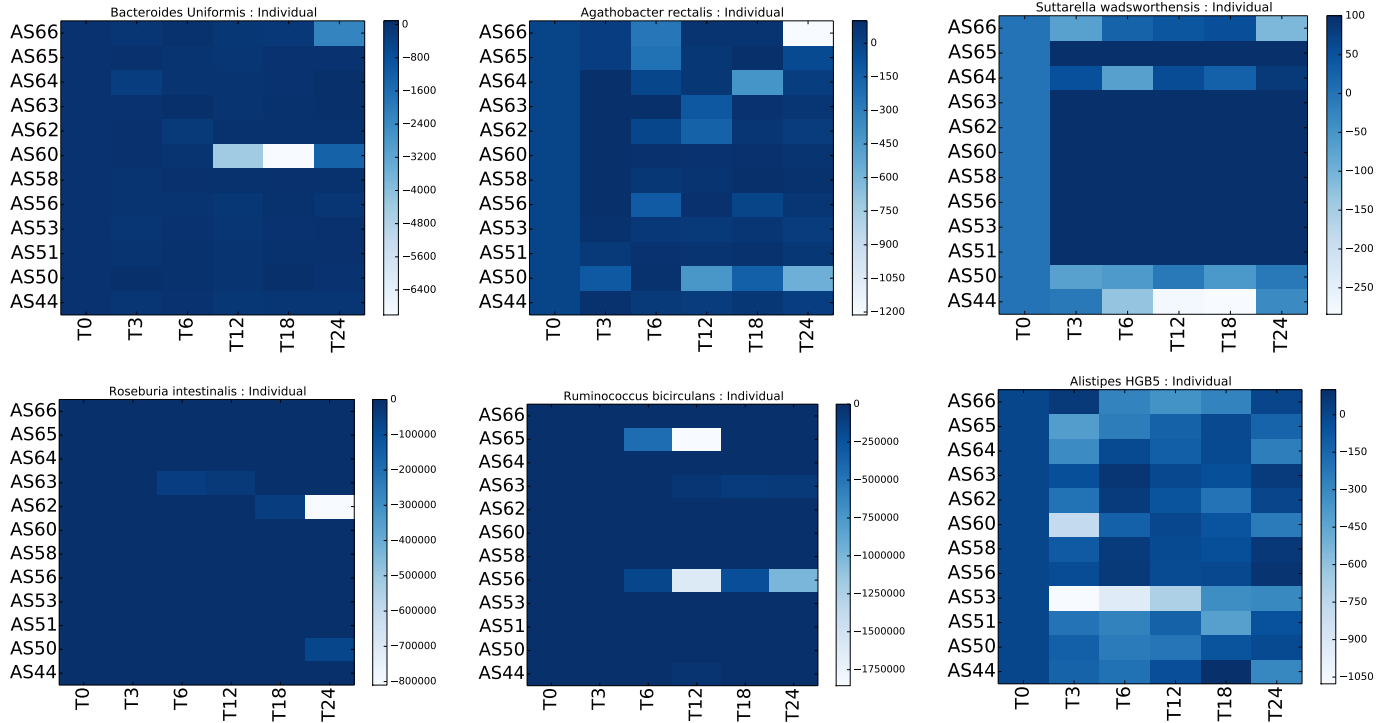 Bacteroides Uniformis : Individual
AS66
AS65
AS64
AS63
AS62
AS60
AS58
AS56
AS53
AS51
AS50
AS44
T0
T3
T6
T12
T18
T24
0
−800
−1600
−2400
−3200
−4000
−4800
−5600
−6400
Agathobacter rectalis : Individual
AS66
AS65
AS64
AS63
AS62
AS60
AS58
AS56
AS53
AS51
AS50
AS44
T0
T3
T6
T12
T18
T24
0
−150
−300
−450
−600
−750
−900
−1050
−1200
Suttarella wadsworthensis : Individual
AS66
AS65
AS64
AS63
AS62
AS60
AS58
AS56
AS53
AS51
AS50
AS44
T0
T3
T6
T12
T18
T24
100
50
0
−50
−100
−150
−200
−250
Roseburia intestinalis : Individual
AS66
AS65
AS64
AS63
AS62
AS60
AS58
AS56
AS53
AS51
AS50
AS44
T0
T3
T6
T12
T18
T24
0
−100000
−200000
−300000
−400000
−500000
−600000
−700000
−800000
Ruminococcus bicirculans : Individual
AS66
AS65
AS64
AS63
AS62
AS60
AS58
AS56
AS53
AS51
AS50
AS44
T0
T3
T6
T12
T18
T24
0
−250000
−500000
−750000
−1000000
−1250000
−1500000
−1750000
Alistipes HGB5 : Individual
AS66
AS65
AS64
AS63
AS62
AS60
AS58
AS56
AS53
AS51
AS50
AS44
T0
T3
T6
T12
T18
T24
0
−150
−300
−450
−600
−750
−900
−1050